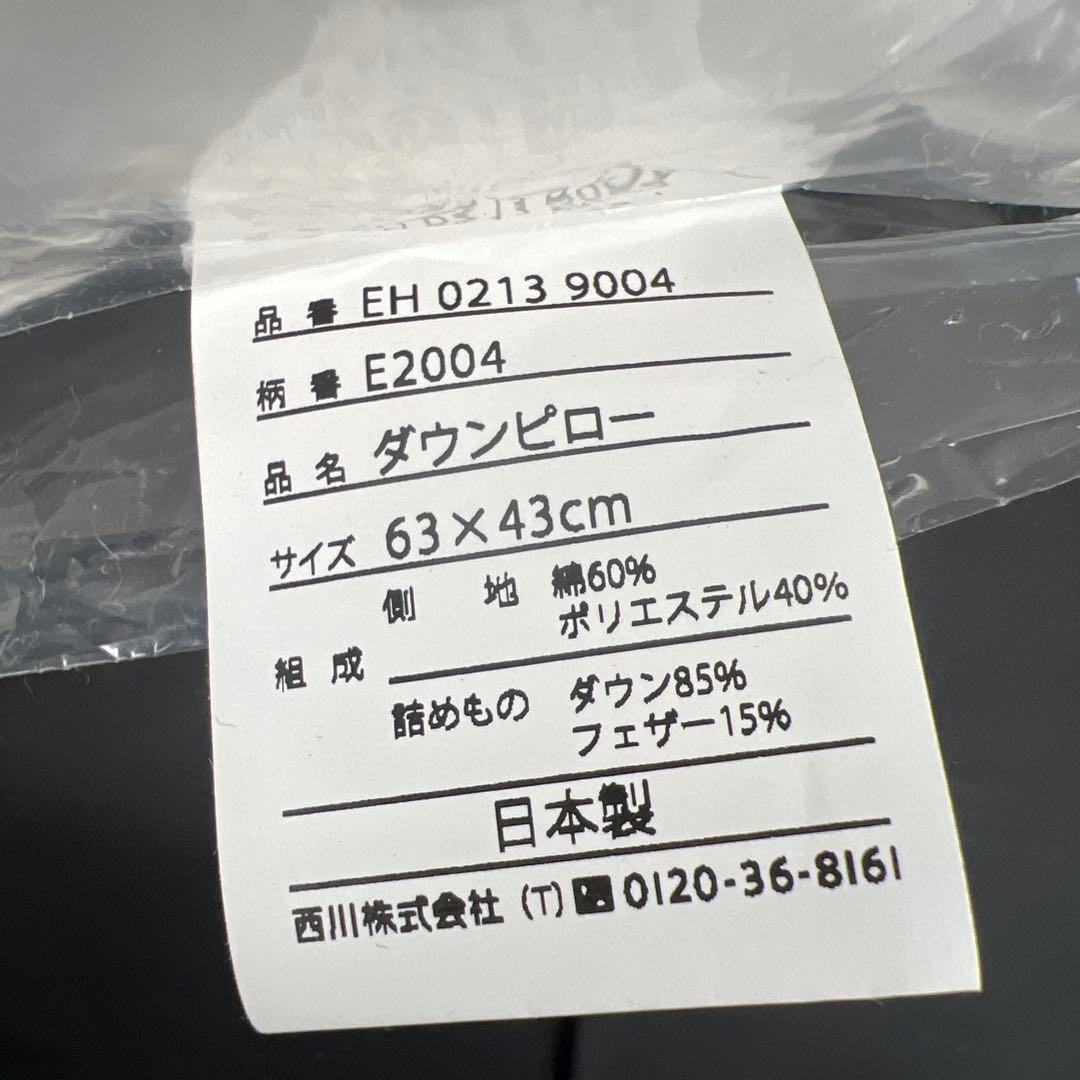 品番 EH 0213 9004
柄番 E2004
品名 ダウンピロー
サイズ 63×43cm
組成 側地 綿60%
ポリエステル40%
詰めもの ダウン85%
フェザー15%
日本製
西川株式会社 (T) 0120-36-8161